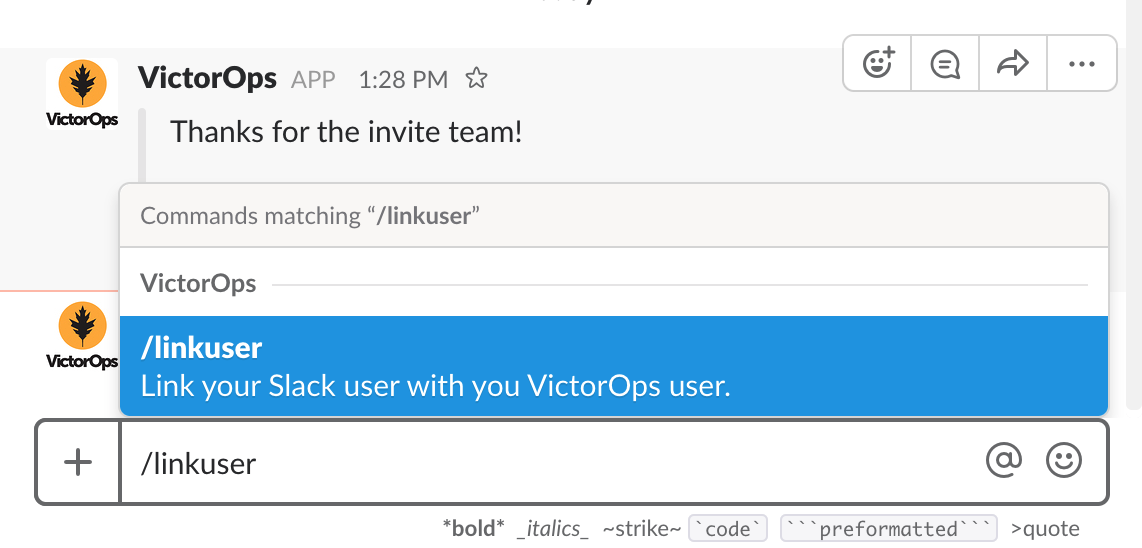 VictorOps APP 1:28 PM
VictorOps
Thanks for the invite team!
Commands matching “/linkuser”
VictorOps
/linkuser
Link your Slack user with you VictorOps user.
VictorOps
/linkuser
*bold* _italics_ ~strike~ `code` ```preformatted``` >quote